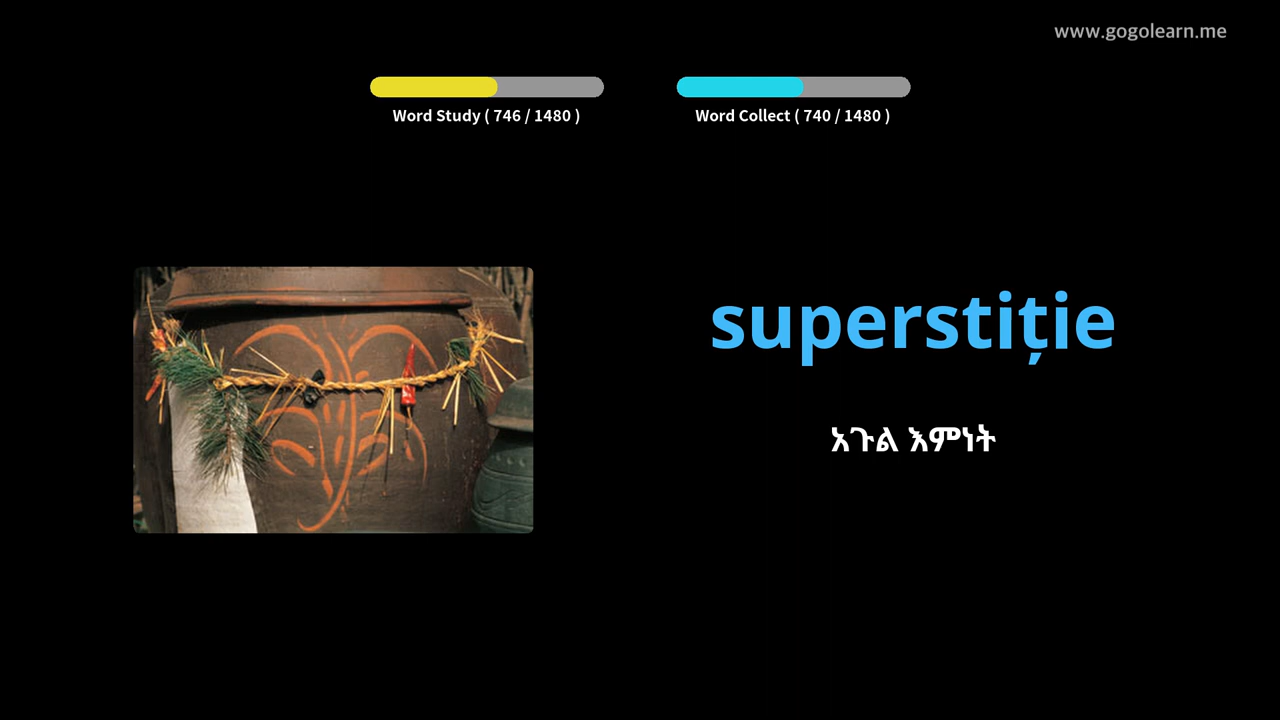 www.gogolearn.me
Word Study ( 746 / 1480 )
Word Collect ( 740 / 1480 )
superstiție
አጉል እምነት